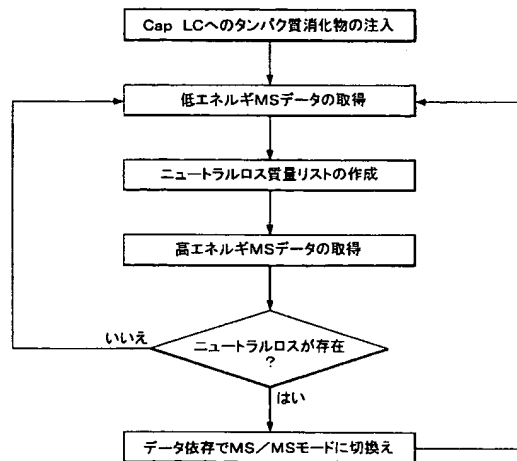 Cap LCへのタンパク質消化物の注入
低エネルギMSデータの取得
ニュートラルロス質量リストの作成
高エネルギMSデータの取得
いいえ
ニュートラルロスが存在
?
はい
データ依存でMS/MSモードに切換え